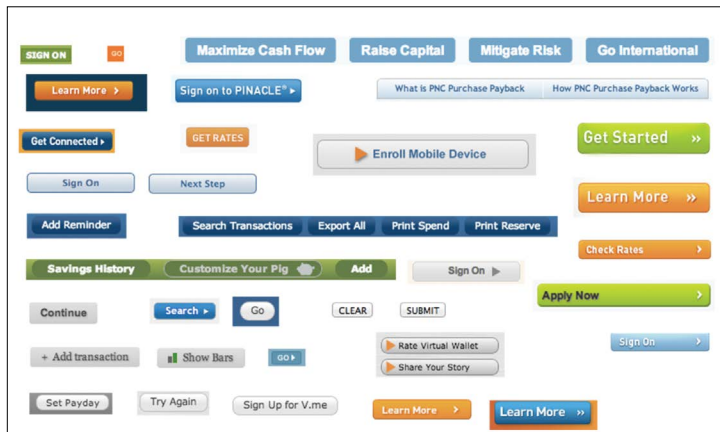 SIGN ON
GO
Maximize Cash Flow
Raise Capital
Mitigate Risk
Go International
Learn More >
Sign on to PINACLE® ▸
What is PNC Purchase Payback
How PNC Purchase Payback Works
Get Connected ▸
GET RATES
Enroll Mobile Device
Get Started »
Sign On
Next Step
Learn More »
Add Reminder
Search Transactions
Export All
Print Spend
Print Reserve
Check Rates >
Savings History
Customize Your Pig
Add
Sign On ▸
Apply Now >
Continue
Search ▸
Go
CLEAR
SUBMIT
Sign On >
+ Add transaction
Show Bars
GO ▸
Rate Virtual Wallet
Share Your Story
Set Payday
Try Again
Sign Up for V.me
Learn More >
Learn More »